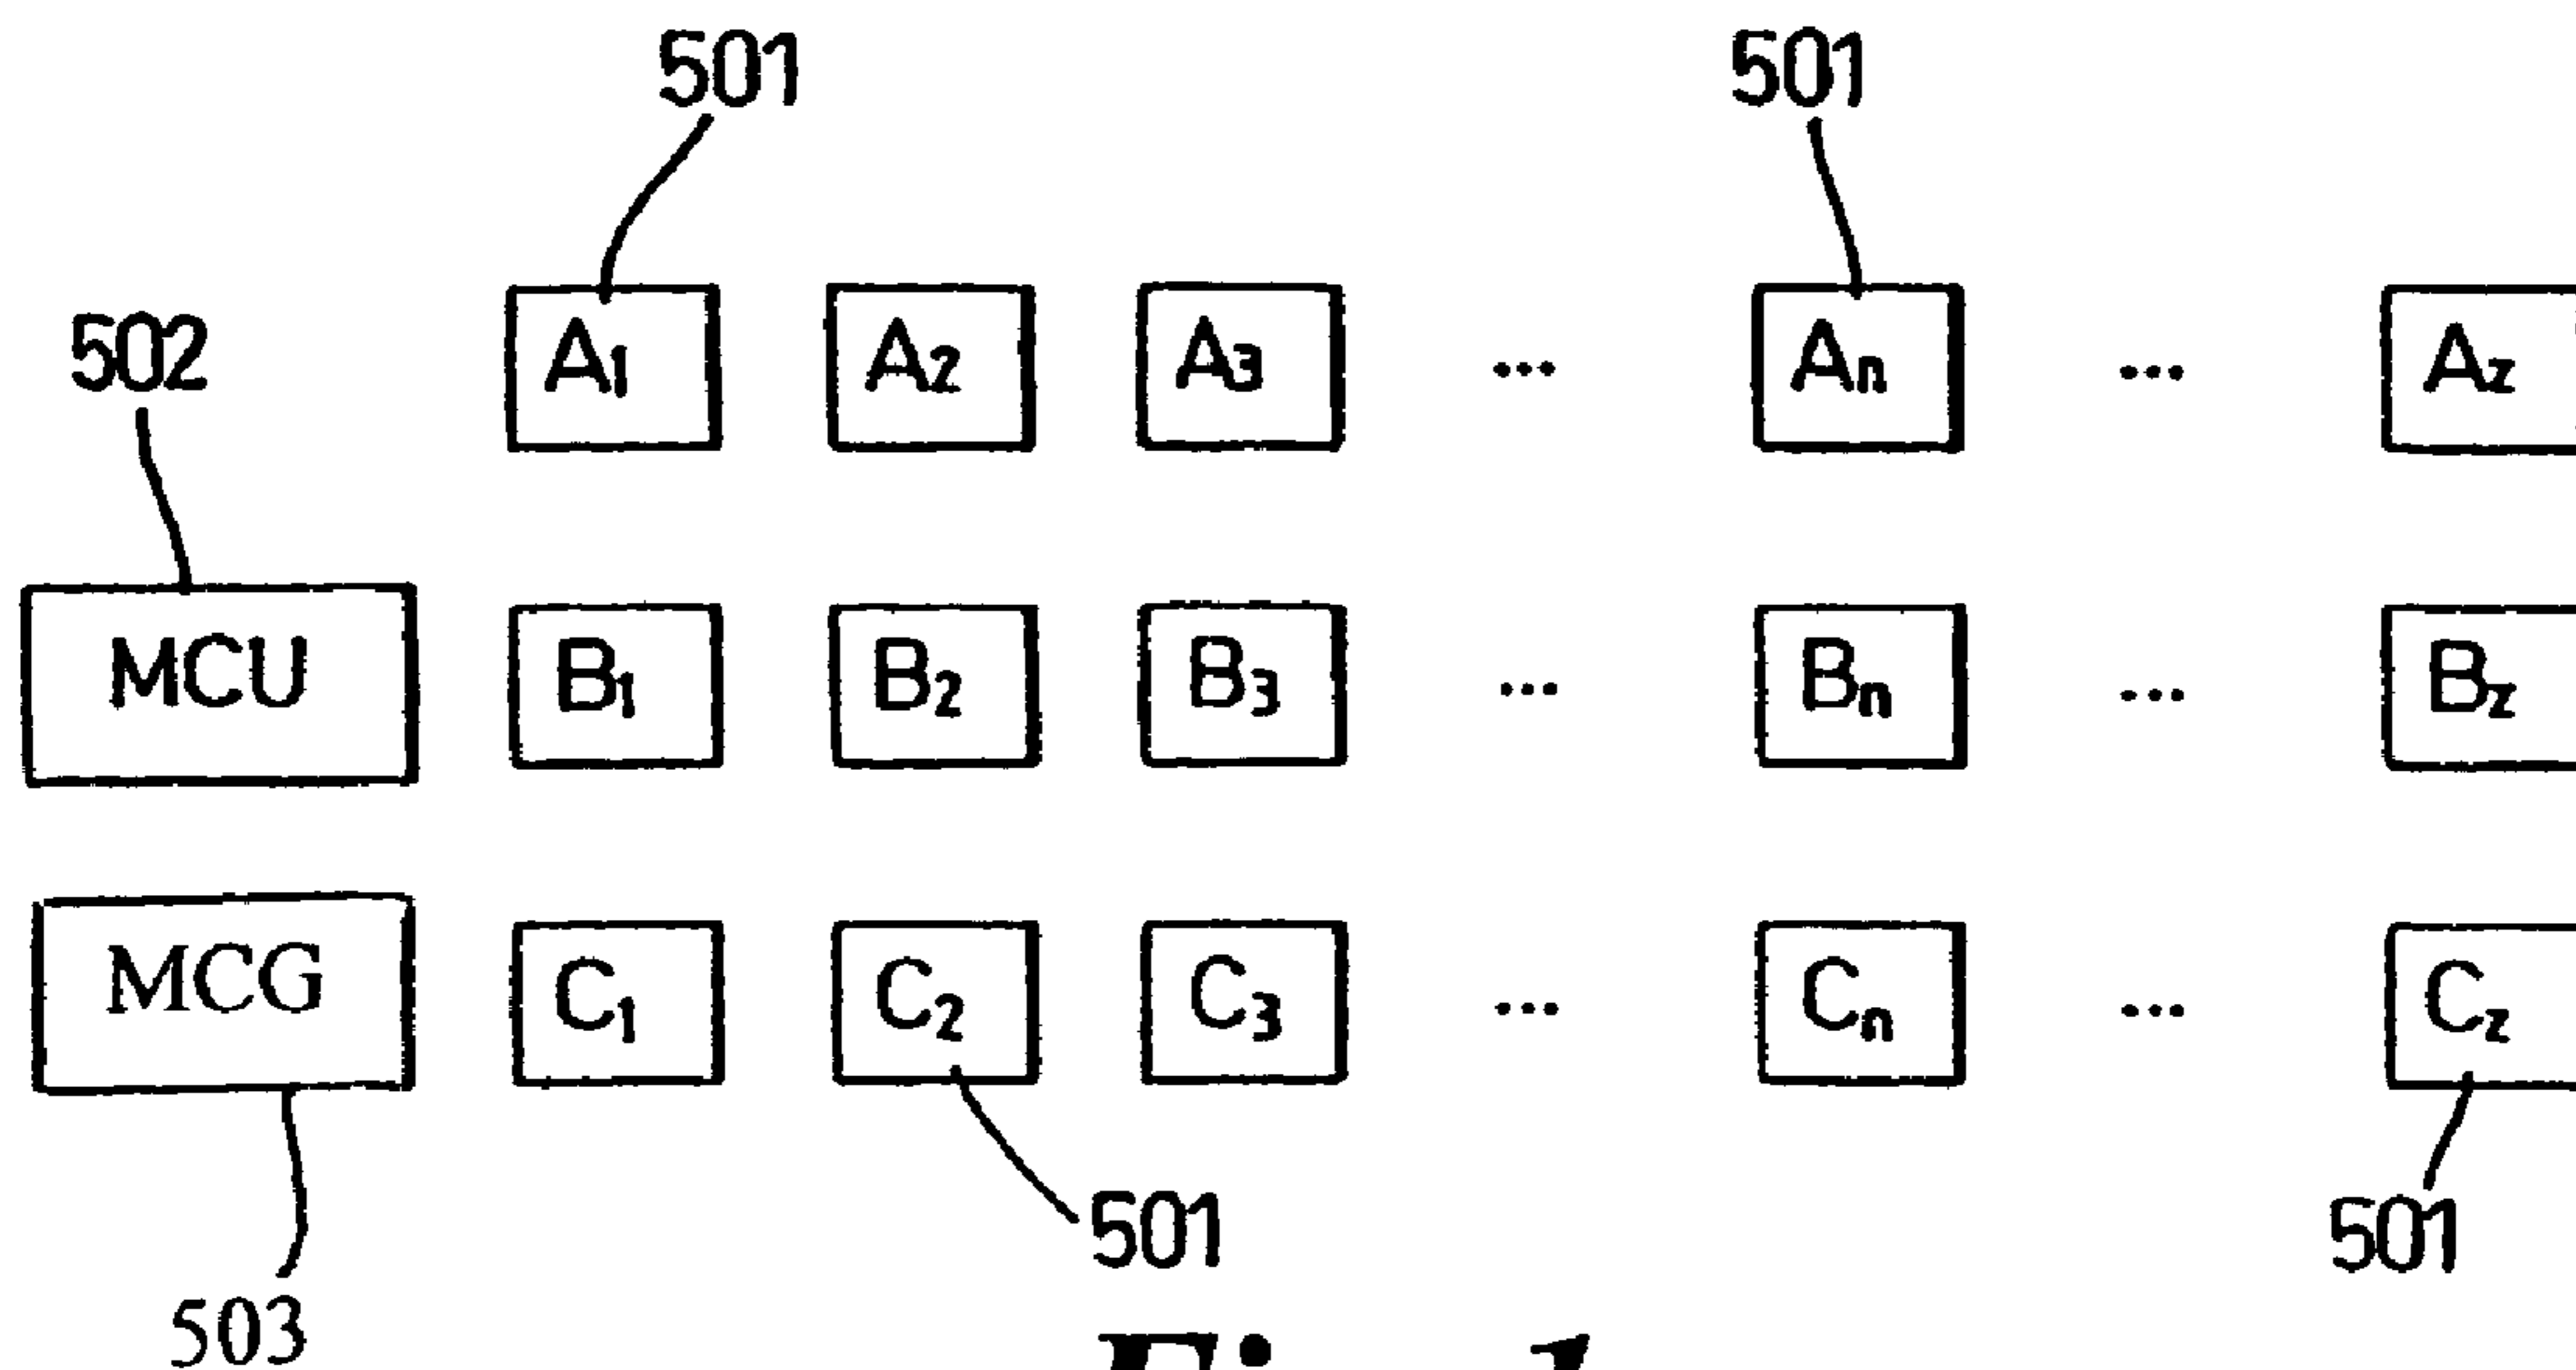 501 501
502
A1 A2 A3 ... An ... Az
MCU B1 B2 B3 ... Bn ... Bz
MCG C1 C2 C3 ... Cn ... Cz
501 501
503